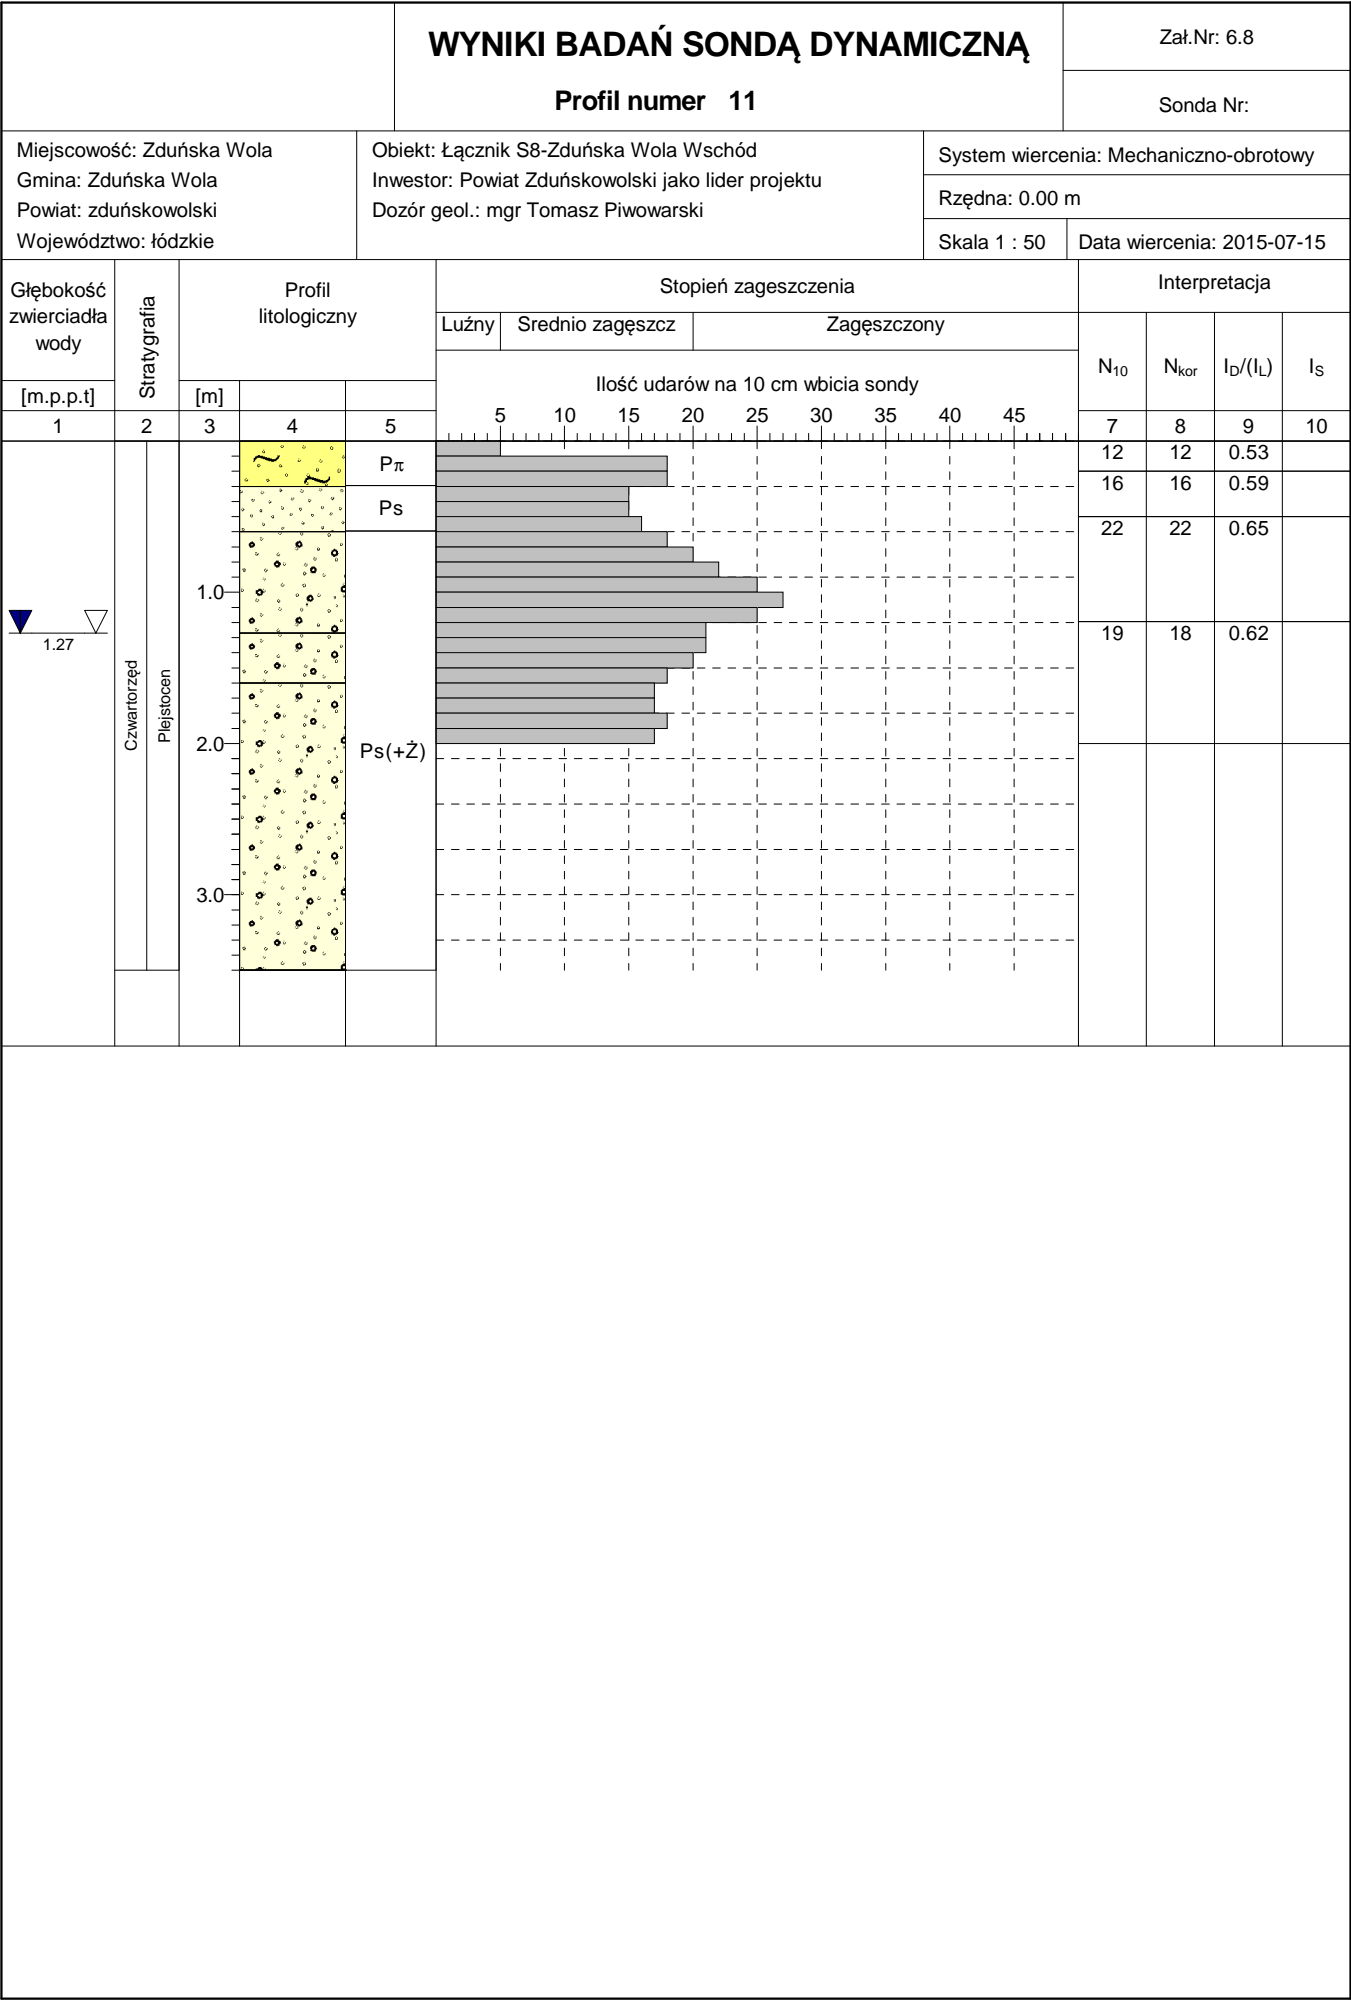 WYNIKI BADAŃ SONDĄ DYNAMICZNĄ
Profil numer 11
Zał.Nr: 6.8
Sonda Nr:
Miejscowość: Zduńska Wola
Gmina: Zduńska Wola
Powiat: zduńskowolski
Województwo: łódzkie
Obiekt: Łącznik S8-Zduńska Wola Wschód
Inwestor: Powiat Zduńskowolski jako lider projektu
Dozór geol.: mgr Tomasz Piwowarski
System wiercenia: Mechaniczno-obrotowy
Rzędna: 0.00 m
Skala 1 : 50
Data wiercenia: 2015-07-15
Głębokość
zwierciadła
wody
[m.p.p.t]
Stratygrafia
Profil
litologiczny
[m]
Stopień zageszczenia
Luźny
Srednio zagęszcz
Zagęszczony
Ilość udarów na 10 cm wbicia sondy
5 10 15 20 25 30 35 40 45
Interpretacja
N10
Nkor
ID/(IL)
IS
1 2 3 4 5 7 8 9 10
Pπ
Ps
Ps(+Ż)
1.0
2.0
3.0
1.27
Czwartorzęd
Plejstocen
12 12 0.53
16 16 0.59
22 22 0.65
19 18 0.62